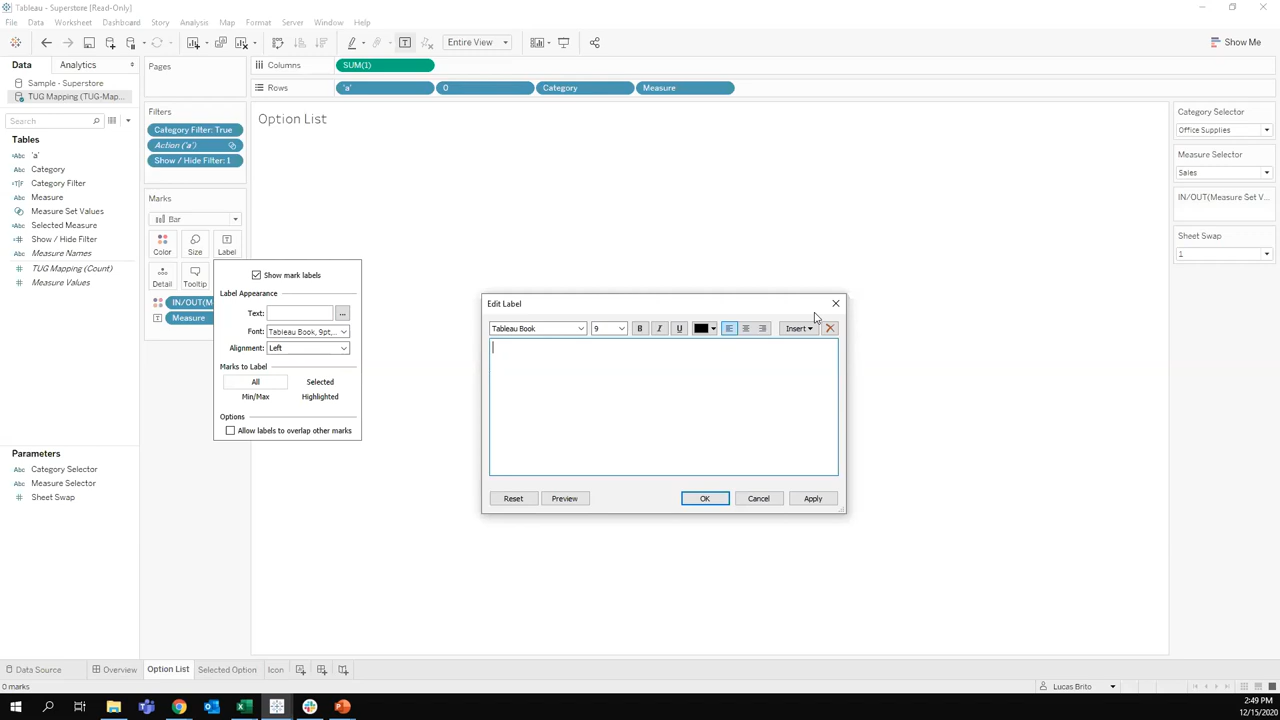 Tableau - Superstore [Read-Only]
File Data Worksheet Dashboard Story Analysis Map Format Server Window Help
Entire View
Show Me
Data Analytics
Sample - Superstore
TUG Mapping (TUG-Map...
Search
Tables
Abc 'a'
Abc Category
T|F Category Filter
Abc Measure
Measure Set Values
Abc Selected Measure
# Show / Hide Filter
Abc Measure Names
# TUG Mapping (Count)
# Measure Values
Parameters
Abc Category Selector
Abc Measure Selector
# Sheet Swap
Pages
Filters
Category Filter: True
Action ('a')
Show / Hide Filter: 1
Marks
Bar
Color Size Label
Detail Tooltip
IN/OUT(M
Measure
Columns SUM(1)
Rows 'a' 0 Category Measure
Option List
Show mark labels
Label Appearance
Text: ...
Font: Tableau Book, 9pt,...
Alignment: Left
Marks to Label
All Selected
Min/Max Highlighted
Options
Allow labels to overlap other marks
Edit Label
Tableau Book 9 B I U Insert
Reset Preview OK Cancel Apply
Category Selector
Office Supplies
Measure Selector
Sales
IN/OUT(Measure Set V...
Sheet Swap
1
Data Source Overview Option List Selected Option Icon
0 marks
Lucas Brito
2:49 PM
12/15/2020